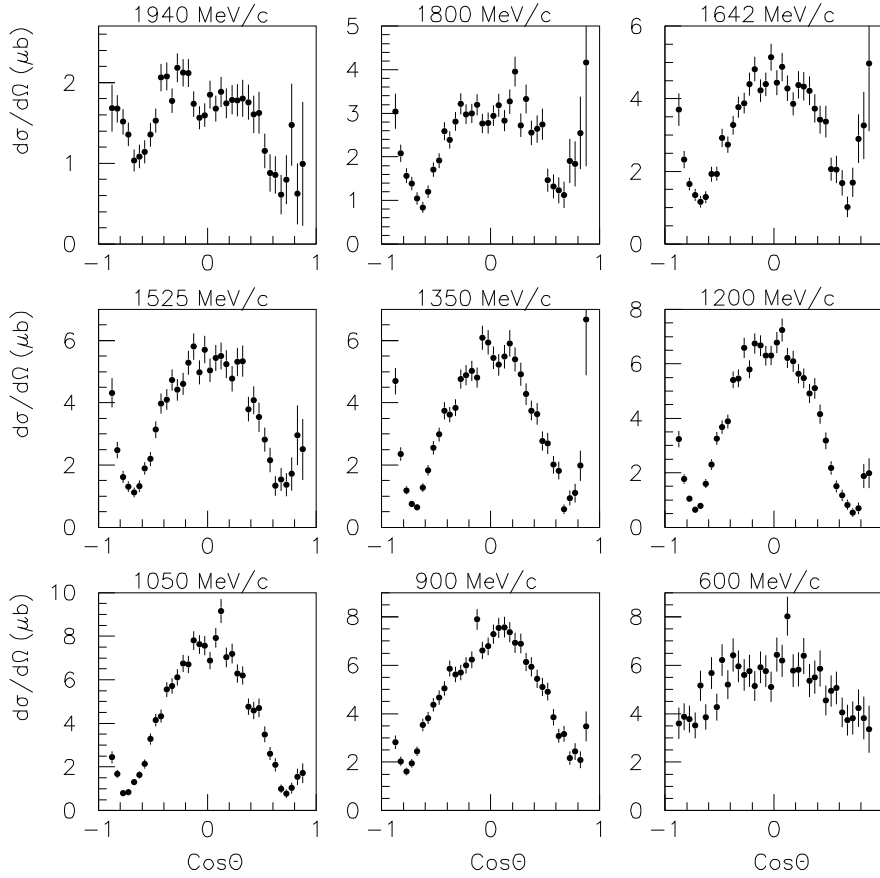 1940 MeV/c 1800 MeV/c 1642 MeV/c
dσ/dΩ (μb) 2 1 0 5 4 3 2 1 0 6 4 2 0
−1 0 1 −1 0 1 −1 0
1525 MeV/c 1350 MeV/c 1200 MeV/c
dσ/dΩ (μb) 6 4 2 0 6 4 2 0 8 6 4 2 0
−1 0 1 −1 0 1 −1 0
1050 MeV/c 900 MeV/c 600 MeV/c
dσ/dΩ (μb) 10 8 6 4 2 0 8 6 4 2 0 8 6 4 2 0
−1 0 1 −1 0 1 −1 0
CosΘ CosΘ CosΘ